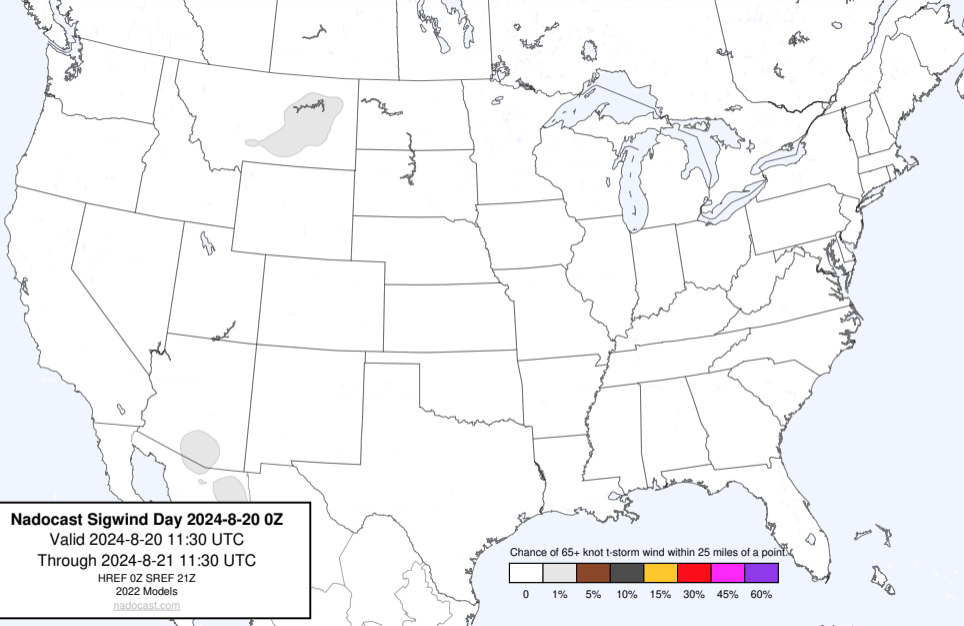 Nadocast Sigwind Day 2024-8-20 0Z
Valid 2024-8-20 11:30 UTC
Through 2024-8-21 11:30 UTC
HREF 0Z SREF 21Z
2022 Models
nadocast.com
Chance of 65+ knot t-storm wind within 25 miles of a point.
0 1% 5% 10% 15% 30% 45% 60%